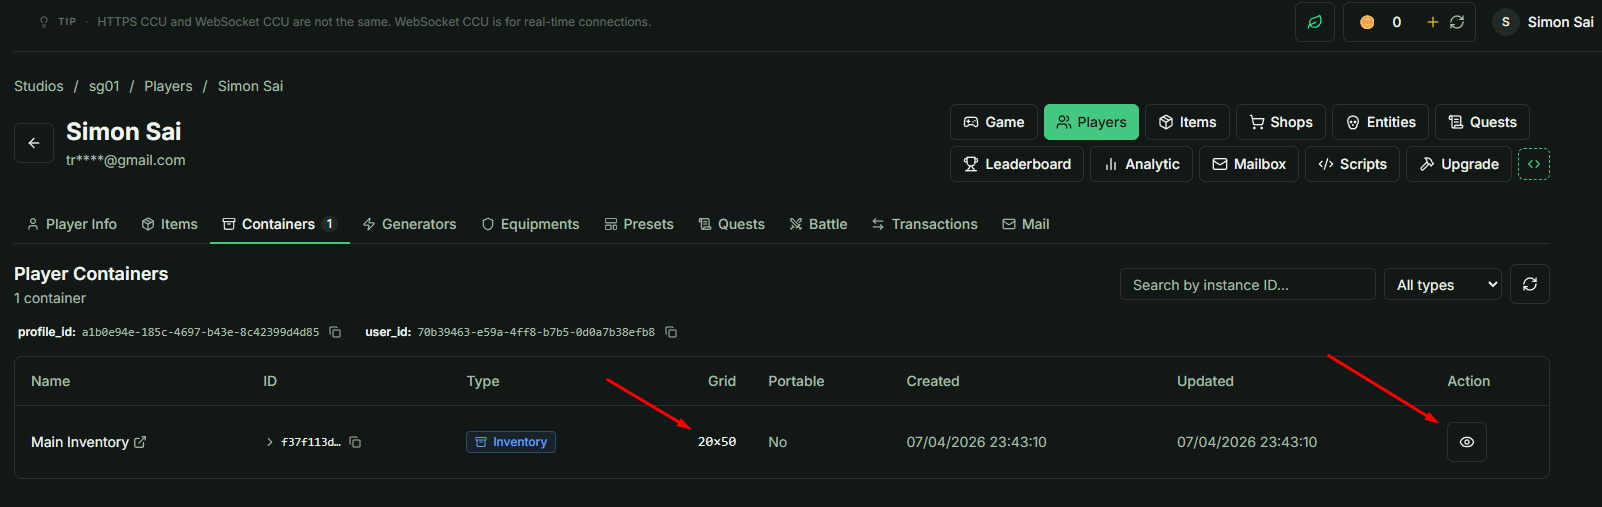 TIP · HTTPS CCU and WebSocket CCU are not the same. WebSocket CCU is for real-time connections.
0
S Simon Sai
Studios / sg01 / Players / Simon Sai
Simon Sai
tr****@gmail.com
Game Players Items Shops Entities Quests
Leaderboard Analytic Mailbox Scripts Upgrade
Player Info Items Containers 1 Generators Equipments Presets Quests Battle Transactions Mail
Player Containers
1 container
Search by instance ID...
All types
profile_id: a1b0e94e-185c-4697-b43e-8c42399d4d85 user_id: 70b39463-e59a-4ff8-b7b5-0d0a7b38efb8
Name ID Type Grid Portable Created Updated Action
Main Inventory f37f113d… Inventory 20x50 No 07/04/2026 23:43:10 07/04/2026 23:43:10